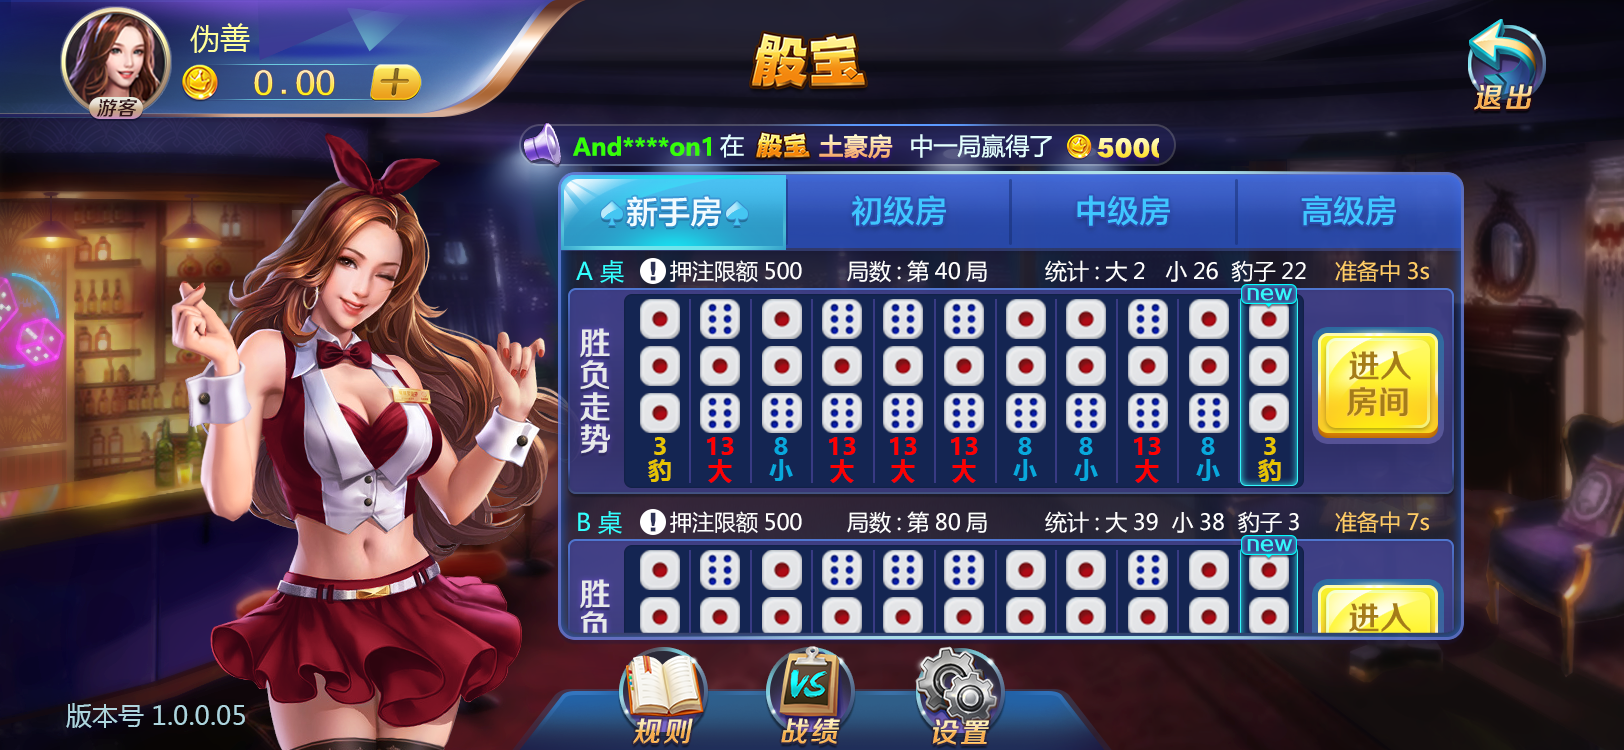 伪善
0.00
游客
骰宝
退出
And****on1 在 骰宝 土豪房 中一局赢得了 5000
新手房
初级房
中级房
高级房
A 桌 押注限额 500 局数 : 第 40 局 统计 : 大 2 小 26 豹子 22 准备中 3s
new
胜负走势
3 13 8 13 13 13 8 8 13 8 3
豹 大 小 大 大 大 小 小 大 小 豹
进入
房间
B 桌 押注限额 500 局数 : 第 80 局 统计 : 大 39 小 38 豹子 3 准备中 7s
new
胜负
进入
规则
VS
战绩
设置
版本号 1.0.0.05